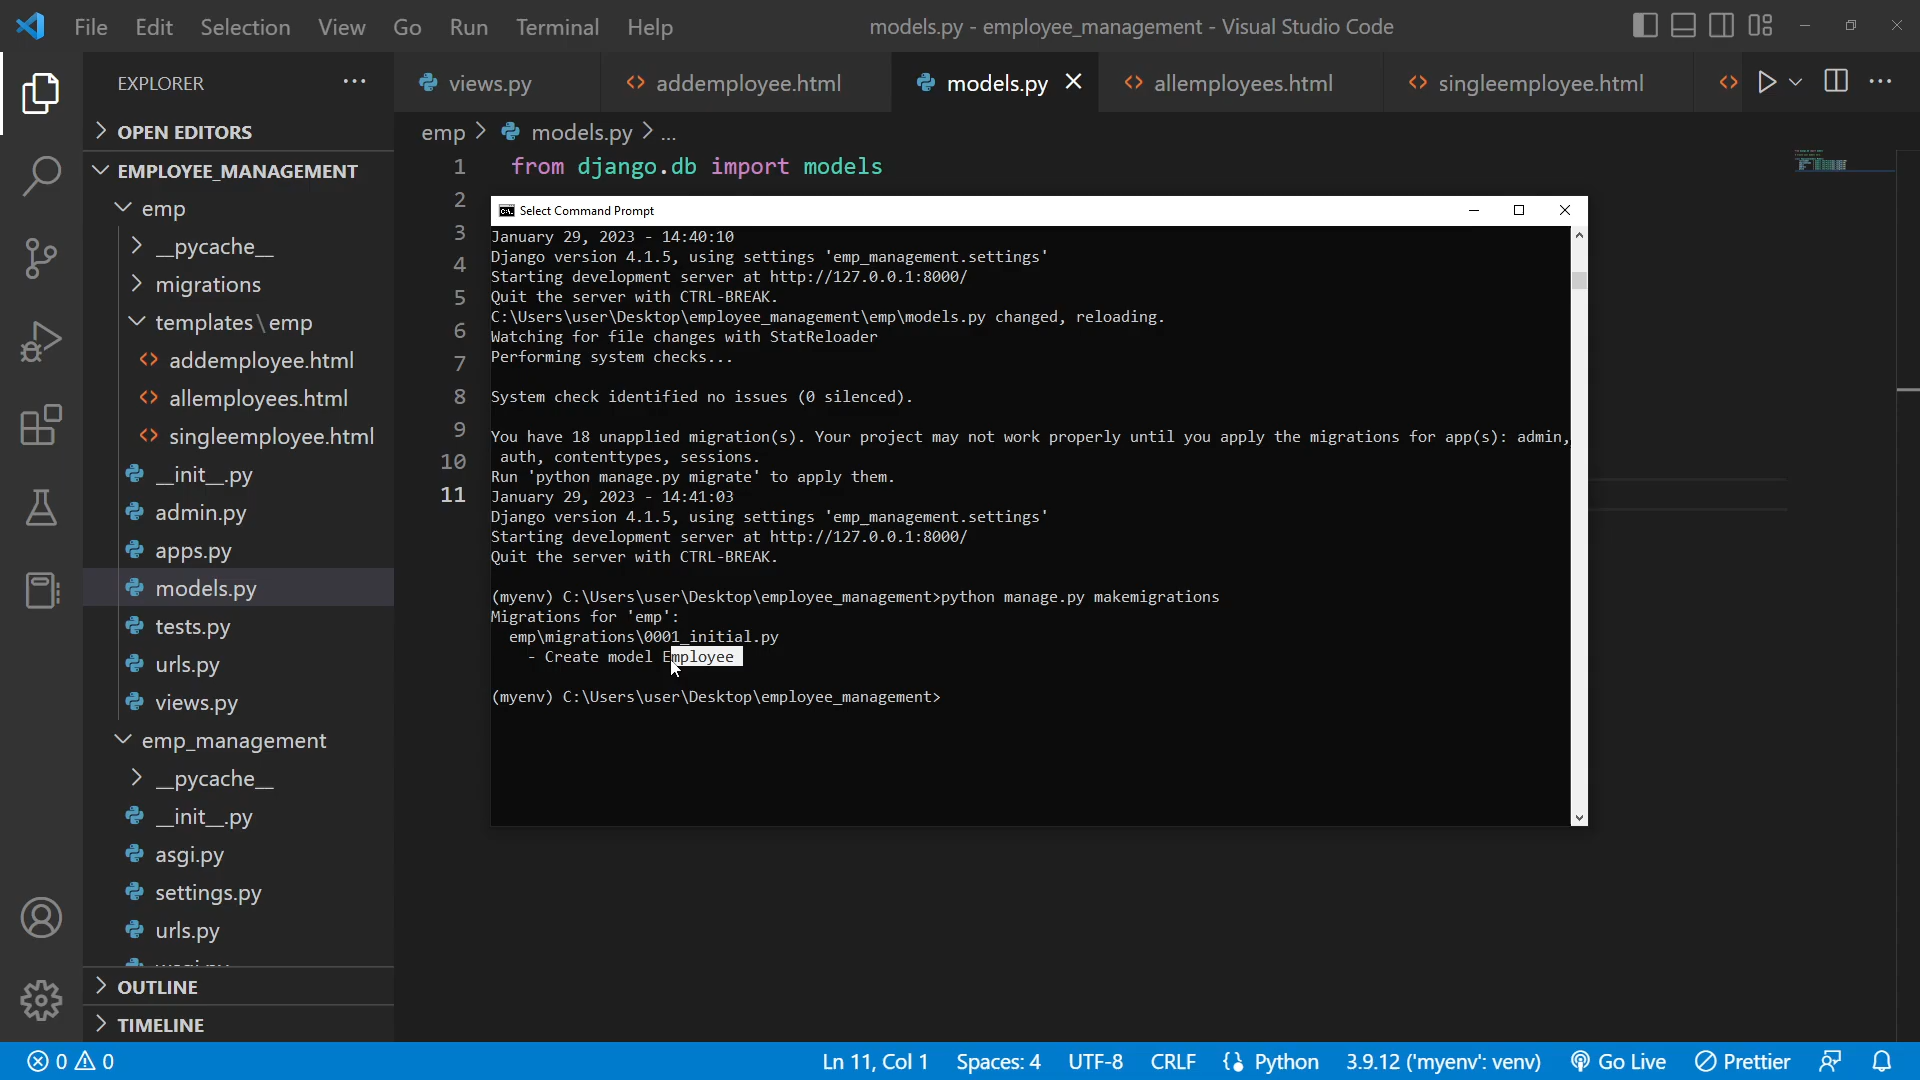 File Edit Selection View Go Run Terminal Help
models.py - employee_management - Visual Studio Code
EXPLORER
OPEN EDITORS
EMPLOYEE_MANAGEMENT
emp
__pycache__
migrations
templates\emp
addemployee.html
allemployees.html
singleemployee.html
__init__.py
admin.py
apps.py
models.py
tests.py
urls.py
views.py
emp_management
__pycache__
__init__.py
asgi.py
settings.py
urls.py
OUTLINE
TIMELINE
views.py addemployee.html models.py allemployees.html singleemployee.html
emp > models.py > ...
1 from django.db import models
2
3
4
5
6
7
8
9
10
11
Select Command Prompt
January 29, 2023 - 14:40:10
Django version 4.1.5, using settings 'emp_management.settings'
Starting development server at http://127.0.0.1:8000/
Quit the server with CTRL-BREAK.
C:\Users\user\Desktop\employee_management\emp\models.py changed, reloading.
Watching for file changes with StatReloader
Performing system checks...
System check identified no issues (0 silenced).
You have 18 unapplied migration(s). Your project may not work properly until you apply the migrations for app(s): admin,
auth, contenttypes, sessions.
Run 'python manage.py migrate' to apply them.
January 29, 2023 - 14:41:03
Django version 4.1.5, using settings 'emp_management.settings'
Starting development server at http://127.0.0.1:8000/
Quit the server with CTRL-BREAK.
(myenv) C:\Users\user\Desktop\employee_management>python manage.py makemigrations
Migrations for 'emp':
emp\migrations\0001_initial.py
- Create model Employee
(myenv) C:\Users\user\Desktop\employee_management>
0 0 Ln 11, Col 1 Spaces: 4 UTF-8 CRLF Python 3.9.12 ('myenv': venv) Go Live Prettier